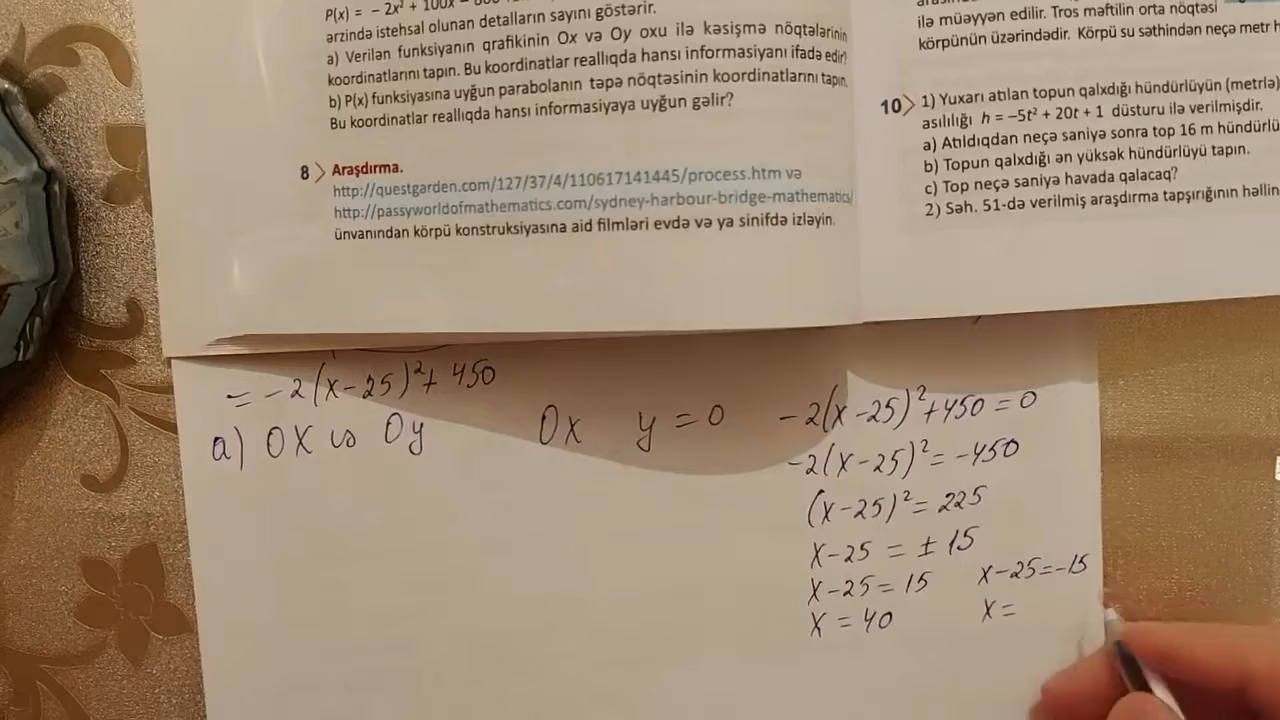 P(x) = – 2x² + 100x –
ərzində istehsal olunan detalların sayını göstərir.
a) Verilən funksiyanın qrafikinin Ox və Oy oxu ilə kəsişmə nöqtələrinin
koordinatlarını tapın. Bu koordinatlar reallıqda hansı informasiyanı ifadə edir?
b) P(x) funksiyasına uyğun parabolanın təpə nöqtəsinin koordinatlarını tapın.
Bu koordinatlar reallıqda hansı informasiyaya uyğun gəlir?
8 Araşdırma.
http://questgarden.com/127/37/4/110617141445/process.htm və
http://passyworldofmathematics.com/sydney-harbour-bridge-mathematics/
ünvanından körpü konstruksiyasına aid filmləri evdə və ya sinifdə izləyin.
ilə müəyyən edilir. Tros məftilin orta nöqtəsi
körpünün üzərindədir. Körpü su səthindən neçə metr
10 1) Yuxarı atılan topun qalxdığı hündürlüyün (metrlə)
asılılığı h = –5t² + 20t + 1 düsturu ilə verilmişdir.
a) Atıldıqdan neçə saniyə sonra top 16 m hündürlü
b) Topun qalxdığı ən yüksək hündürlüyü tapın.
c) Top neçə saniyə havada qalacaq?
2) Səh. 51-də verilmiş araşdırma tapşırığının həllin
= -2(x-25)²+ 450
a) OX və Oy
Ox y = 0
-2(x-25)²+450 = 0
-2(x-25)² = -450
(x-25)² = 225
x-25 = ± 15
x-25 = 15 x-25=-15
x = 40 x =